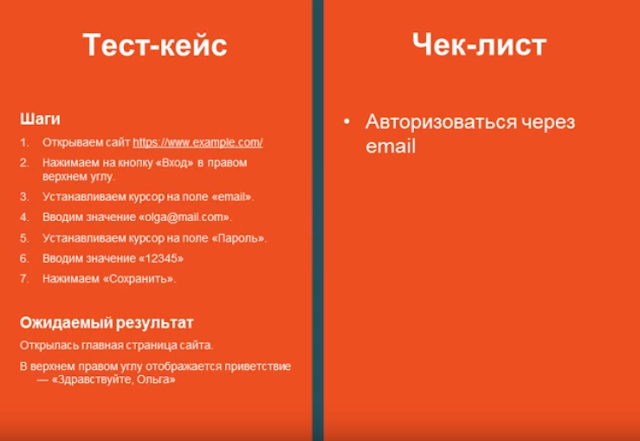 Тест-кейс
Шаги
1. Открываем сайт https://www.example.com/
2. Нажимаем на кнопку «Вход» в правом
верхнем углу.
3. Устанавливаем курсор на поле «email».
4. Вводим значение «olga@mail.com».
5. Устанавливаем курсор на поле «Пароль».
6. Вводим значение «12345»
7. Нажимаем «Сохранить».
Ожидаемый результат
Открылась главная страница сайта.
В верхнем правом углу отображается приветствие
— «Здравствуйте, Ольга»
Чек-лист
• Авторизоваться через
email